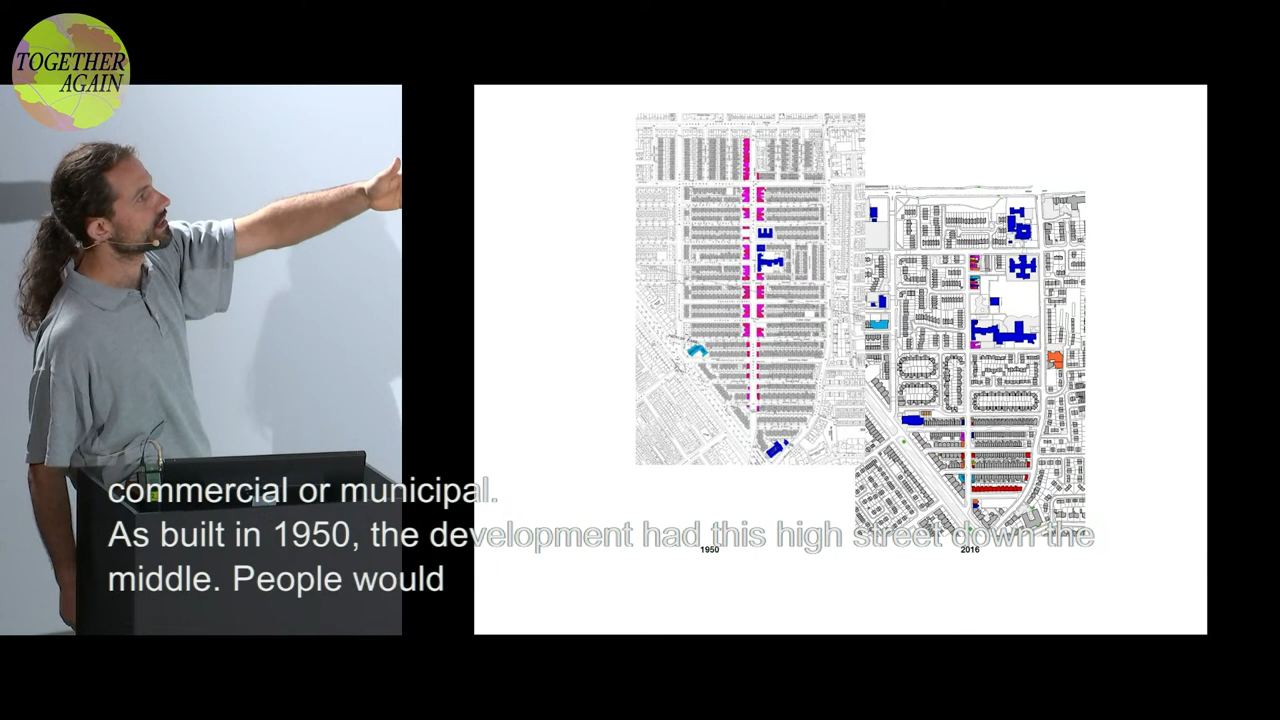 TOGETHER
AGAIN
commercial or municipal.
As built in 1950, the development had this high street down the
middle. People would
1950
2016